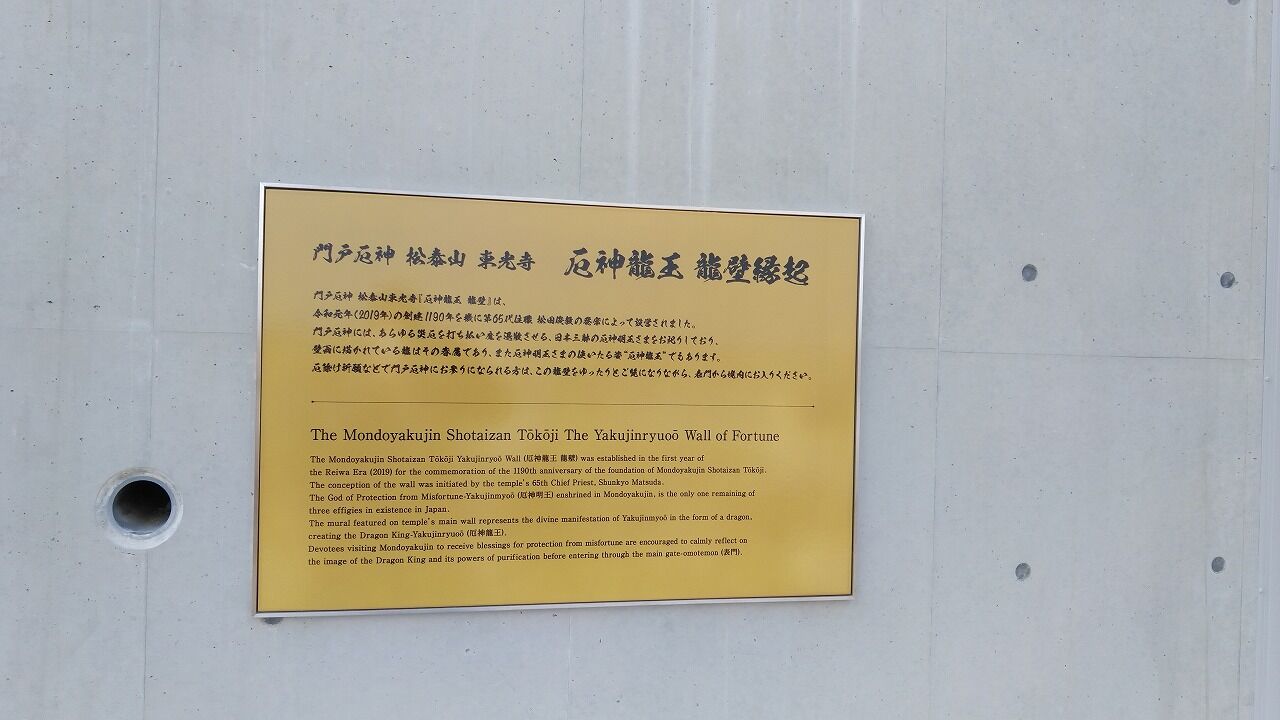 門戸厄神 松泰山 東光寺 厄神龍王 龍壁縁起
門戸厄神 松泰山東光寺『厄神龍王 龍壁』は、
令和元年(2019年)の創建1190年を機に第65代住職 松田俊教の発案によって設営されました。
門戸厄神には、あらゆる災厄を打ち払い魔を退散させる、日本三躰の厄神明王さまをお祀りしており、
壁面に描かれている龍はその眷属であり、また厄神明王さまの化いたる姿“厄神龍王”でもあります。
厄除け祈願などで門戸厄神にお参りになられる方は、この龍壁をゆったりとご覧になりながら、表門から境内にお入りください。
The Mondoyakujin Shotaizan Tōkōji The Yakujinryuoō Wall of Fortune
The Mondoyakujin Shotaizan Tōkōji Yakujinryuoō Wall (厄神龍王 龍壁) was established in the first year of
the Reiwa Era (2019) for the commemoration of the 1190th anniversary of the foundation of Mondoyakujin Shotaizan Tōkōji.
The conception of the wall was initiated by the temple's 65th Chief Priest, Shunkyo Matsuda.
The God of Protection from Misfortune-Yakujinmyoō (厄神明王) enshrined in Mondoyakujin, is the only one remaining of
three effigies in existence in Japan.
The mural featured on temple's main wall represents the divine manifestation of Yakujinmyoō in the form of a dragon,
creating the Dragon King-Yakujinryuoō (厄神龍王).
Devotees visiting Mondoyakujin to receive blessings for protection from misfortune are encouraged to calmly reflect on
the image of the Dragon King and its powers of purification before entering through the main gate-omotemon (表門).